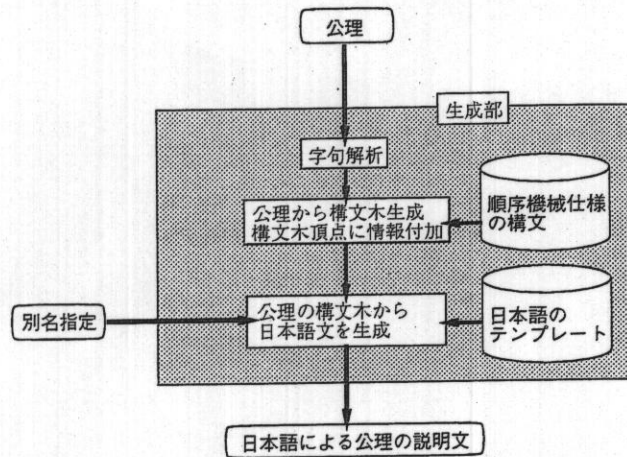 公理
生成部
字句解析
公理から構文木生成
構文木頂点に情報付加
順序機械仕様
の構文
別名指定
公理の構文木から
日本語文を生成
日本語の
テンプレート
日本語による公理の説明文